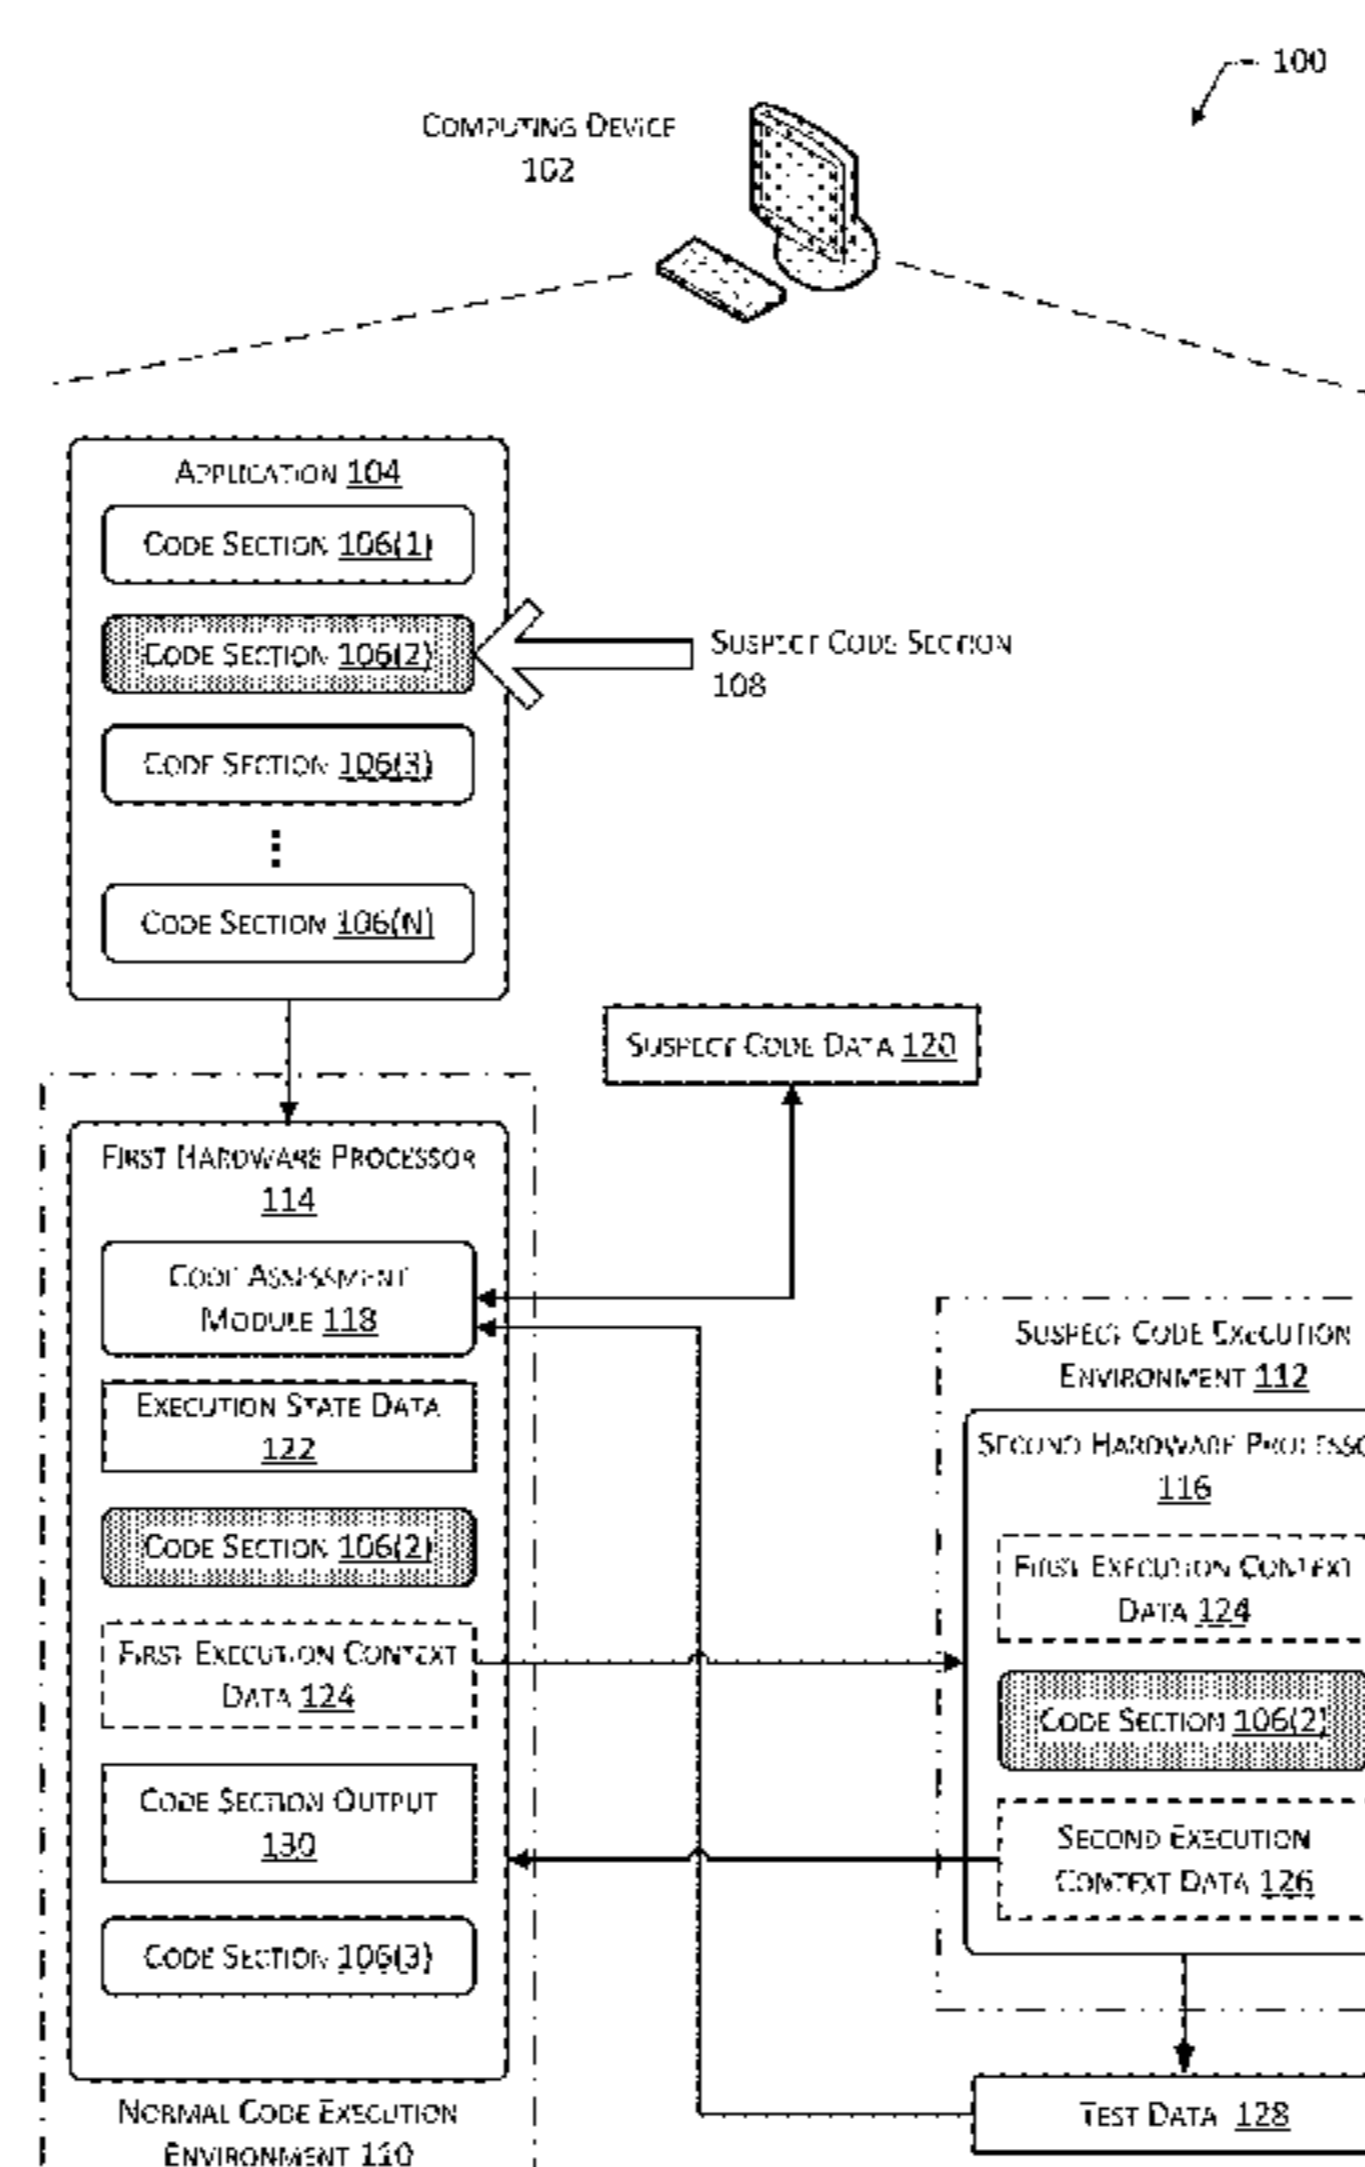 100
COMPUTING DEVICE
102
APPLICATION 104
CODE SECTION 106(1)
CODE SECTION 106(2)
SUSPECT CODE SECTION
108
CODE SECTION 106(3)
CODE SECTION 106(N)
SUSPECT CODE DATA 120
FIRST HARDWARE PROCESSOR
114
CODE ASSESSMENT
MODULE 118
EXECUTION STATE DATA
122
CODE SECTION 106(2)
FIRST EXECUTION CONTEXT
DATA 124
CODE SECTION OUTPUT
130
CODE SECTION 106(3)
NORMAL CODE EXECUTION
ENVIRONMENT 110
SUSPECT CODE EXECUTION
ENVIRONMENT 112
SECOND HARDWARE PROCESSO
116
FIRST EXECUTION CONTEXT
DATA 124
CODE SECTION 106(2)
SECOND EXECUTION
CONTEXT DATA 126
TEST DATA 128